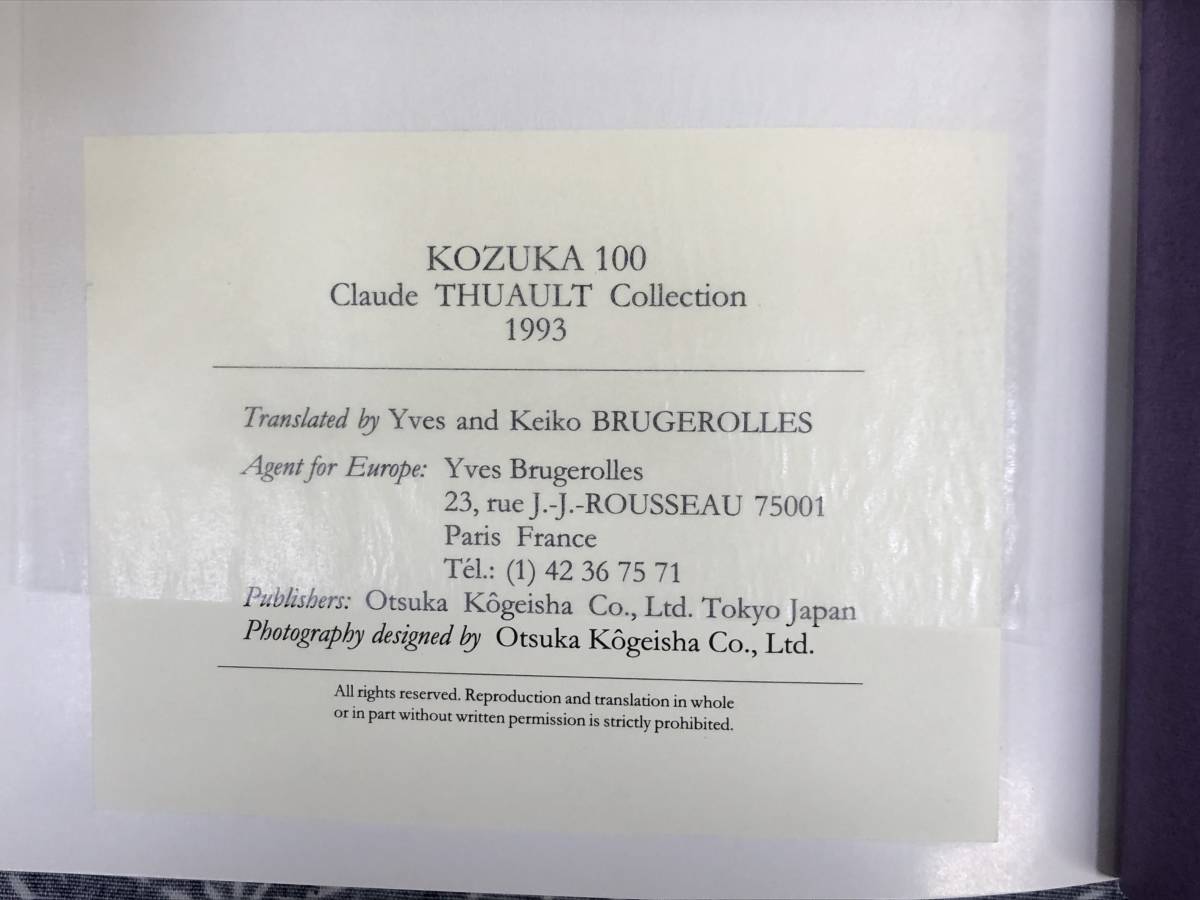 KOZUKA 100
Claude THUAULT Collection
1993
Translated by Yves and Keiko BRUGEROLLES
Agent for Europe: Yves Brugerolles
23, rue J.-J.-ROUSSEAU 75001
Paris France
Tél.: (1) 42 36 75 71
Publishers: Otsuka Kôgeisha Co., Ltd. Tokyo Japan
Photography designed by Otsuka Kôgeisha Co., Ltd.
All rights reserved. Reproduction and translation in whole
or in part without written permission is strictly prohibited.